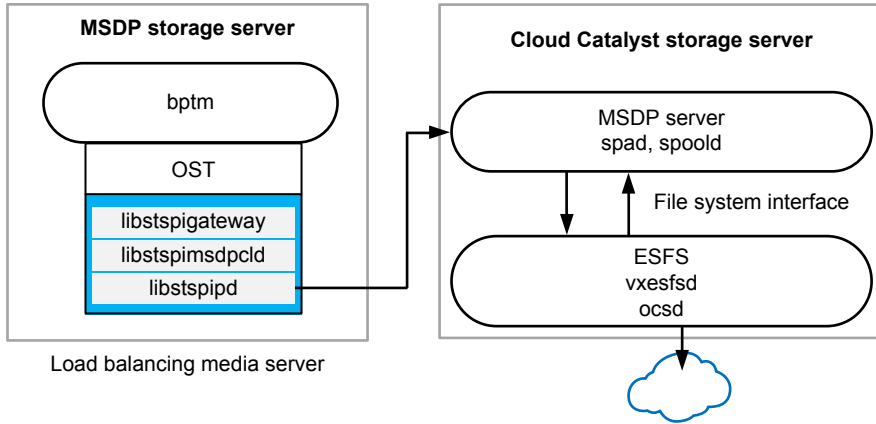 MSDP storage server
bptm
OST
libstspigateway
libstspimsdpcld
libstspipd
Load balancing media server
Cloud Catalyst storage server
MSDP server
spad, spoold
File system interface
ESFS
vxesfsd
ocsd